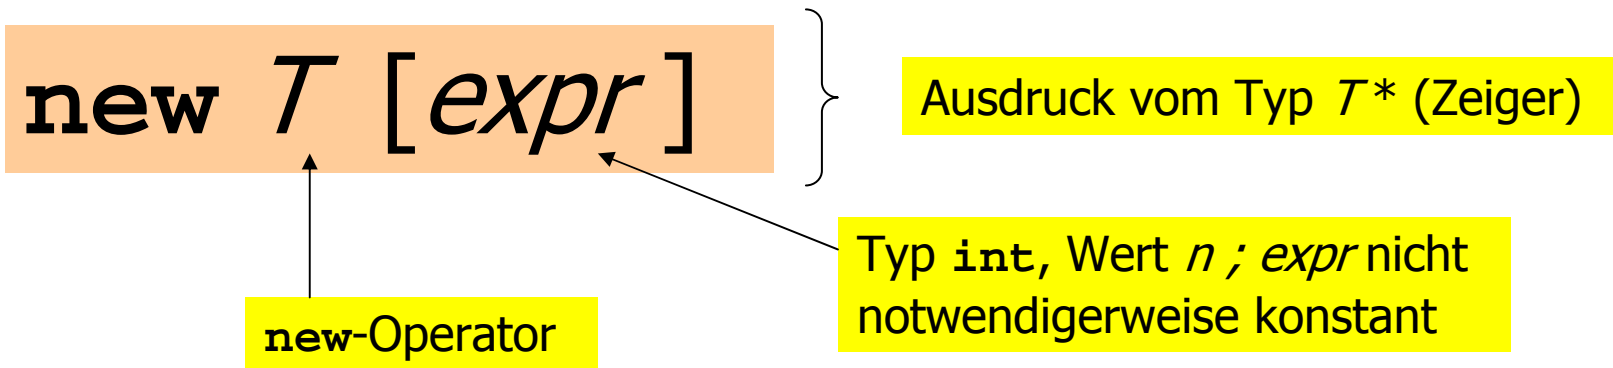 new T [expr]
Ausdruck vom Typ T* (Zeiger)
Typ int, Wert n ; expr nicht
notwendigerweise konstant
new-Operator